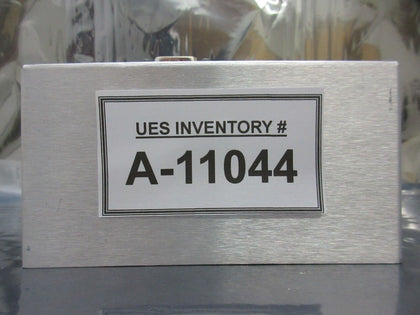 UES INVENTORY #
A-11044